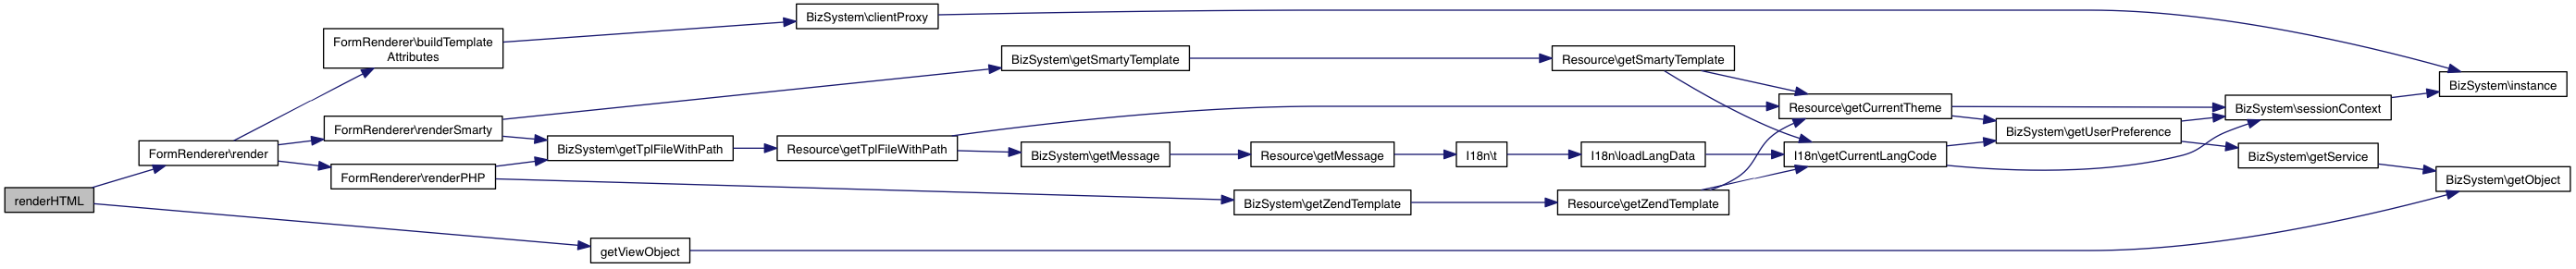 renderHTML
FormRenderer\render
FormRenderer\buildTemplate
Attributes
FormRenderer\renderSmarty
FormRenderer\renderPHP
BizSystem\getTplFileWithPath
getViewObject
BizSystem\clientProxy
Resource\getTplFileWithPath
BizSystem\getSmartyTemplate
BizSystem\getMessage
BizSystem\getZendTemplate
Resource\getMessage
I18n\t
Resource\getSmartyTemplate
I18n\loadLangData
Resource\getZendTemplate
Resource\getCurrentTheme
I18n\getCurrentLangCode
BizSystem\getUserPreference
BizSystem\sessionContext
BizSystem\getService
BizSystem\instance
BizSystem\getObject